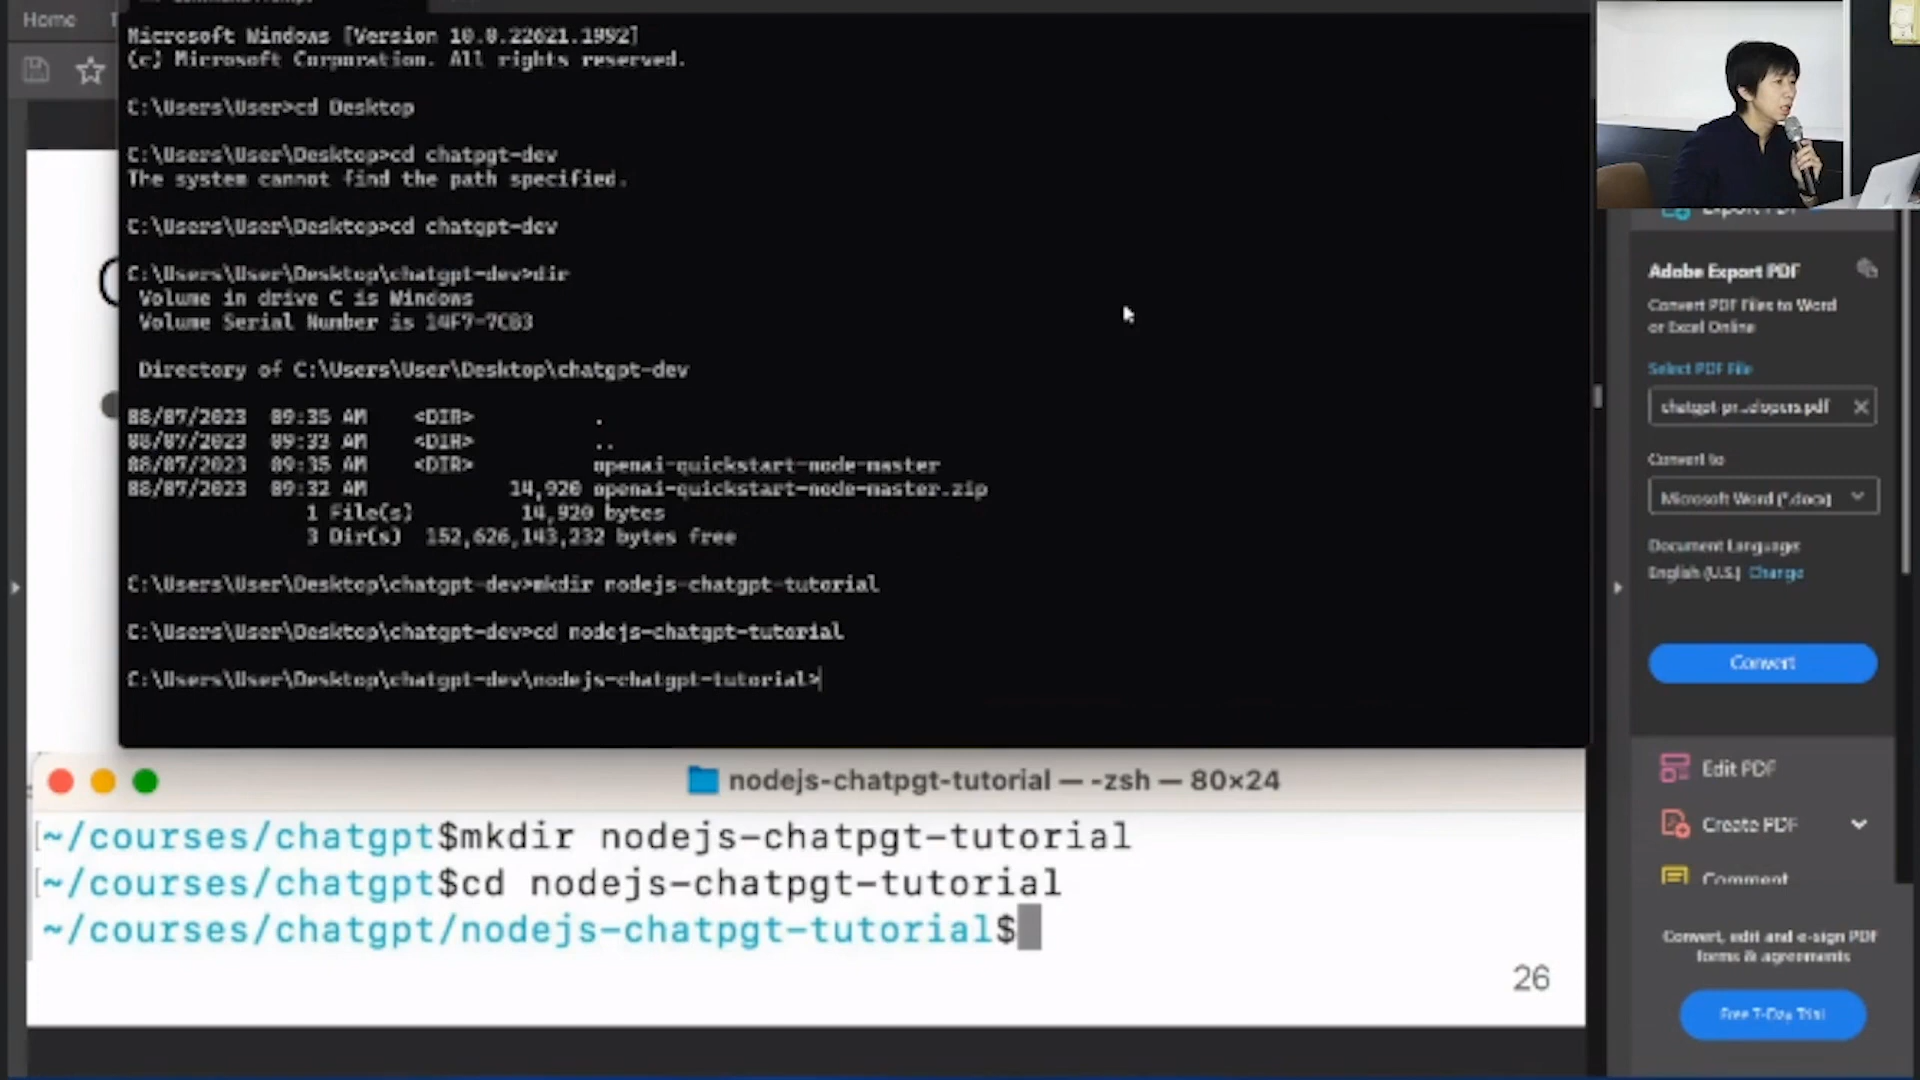 Home
Microsoft Windows [Version 10.0.22621.1992]
(c) Microsoft Corporation. All rights reserved.
C:\Users\User>cd Desktop
C:\Users\User\Desktop>cd chatpgt-dev
The system cannot find the path specified.
C:\Users\User\Desktop>cd chatgpt-dev
C:\Users\User\Desktop\chatgpt-dev>dir
Volume in drive C is Windows
Volume Serial Number is 14F7-7CB3
Directory of C:\Users\User\Desktop\chatgpt-dev
08/07/2023 09:35 AM <DIR> .
08/07/2023 09:33 AM <DIR> ..
08/07/2023 09:35 AM <DIR> openai-quickstart-node-master
08/07/2023 09:32 AM 14,920 openai-quickstart-node-master.zip
1 File(s) 14,920 bytes
3 Dir(s) 152,626,143,232 bytes free
C:\Users\User\Desktop\chatgpt-dev>mkdir nodejs-chatgpt-tutorial
C:\Users\User\Desktop\chatgpt-dev>cd nodejs-chatgpt-tutorial
C:\Users\User\Desktop\chatgpt-dev\nodejs-chatgpt-tutorial>
nodejs-chatpgt-tutorial — -zsh — 80×24
~/courses/chatgpt$mkdir nodejs-chatpgt-tutorial
~/courses/chatgpt$cd nodejs-chatpgt-tutorial
~/courses/chatgpt/nodejs-chatpgt-tutorial$
26
Export PDF
Adobe Export PDF
Convert PDF Files to Word
or Excel Online
Select PDF File
chatgpt-pr...elopers.pdf
Convert to
Microsoft Word (*.docx)
Document Language:
English (U.S.) Change
Convert
Edit PDF
Create PDF
Comment
Convert, edit and e-sign PDF
forms & agreements
Free 7-Day Trial